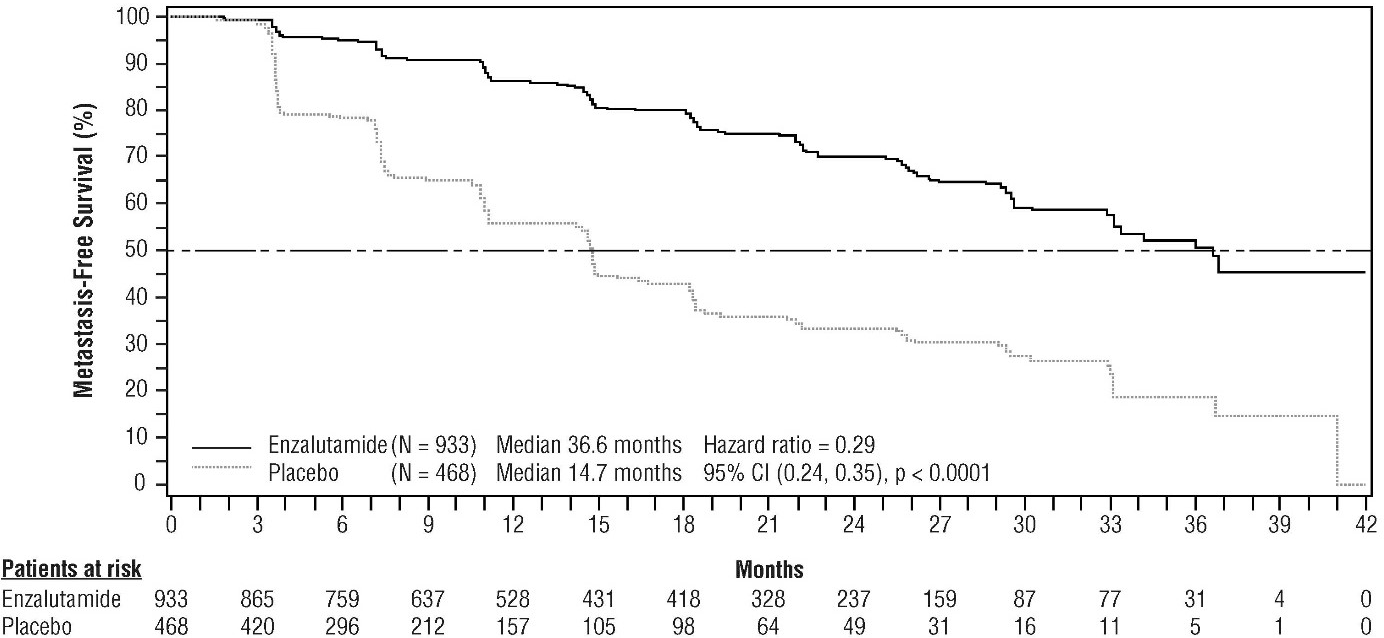 Metastasis-Free Survival (%)
100
90
80
70
60
50
40
30
20
10
0
Enzalutamide (N = 933) Median 36.6 months Hazard ratio = 0.29
Placebo (N = 468) Median 14.7 months 95% CI (0.24, 0.35), p < 0.0001
0 3 6 9 12 15 18 21 24 27 30 33 36 39 42
Patients at risk Months
Enzalutamide 933 865 759 637 528 431 418 328 237 159 87 77 31 4 0
Placebo 468 420 296 212 157 105 98 64 49 31 16 11 5 1 0